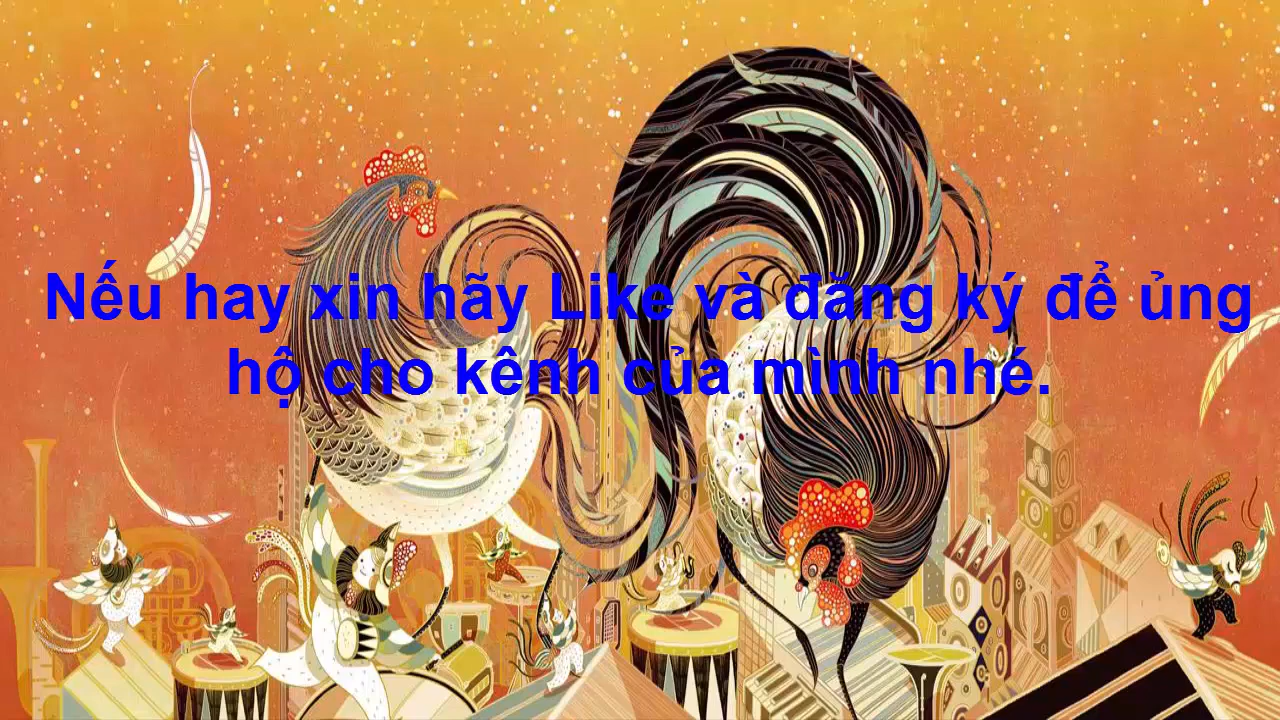 Nếu hay xin hãy Like và đăng ký để ủng
hộ cho kênh của mình nhé.